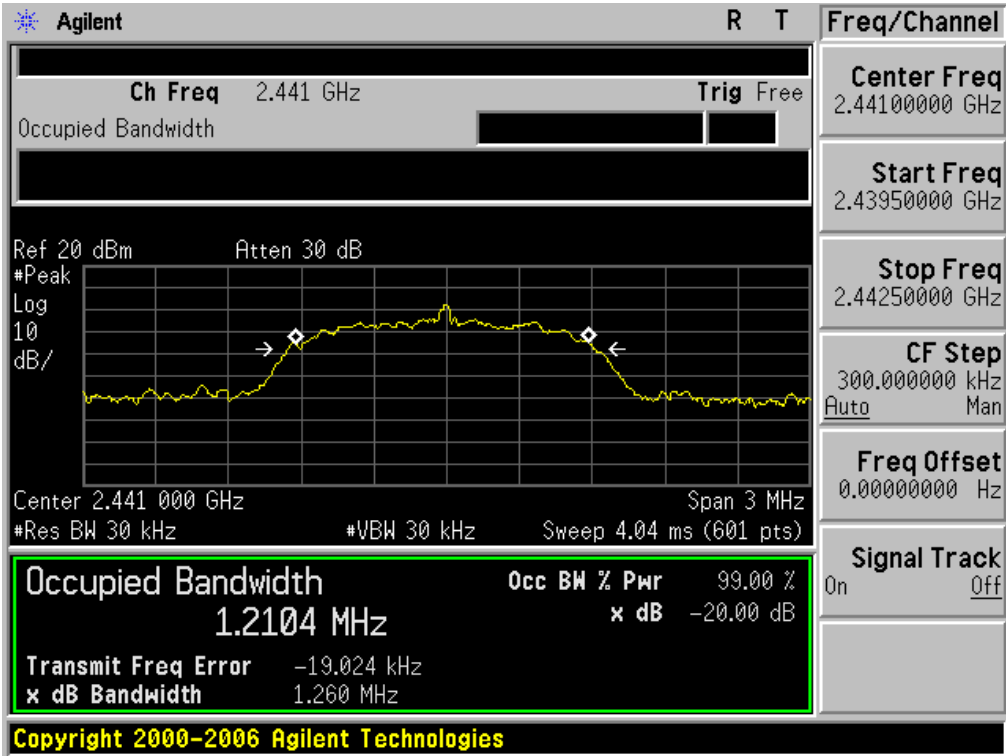 Agilent R T
Ch Freq 2.441 GHz Trig Free
Occupied Bandwidth
Ref 20 dBm Atten 30 dB
#Peak
Log
10
dB/
Center 2.441 000 GHz Span 3 MHz
#Res BW 30 kHz #VBW 30 kHz Sweep 4.04 ms (601 pts)
Occupied Bandwidth
1.2104 MHz
Occ BW % Pwr 99.00 %
x dB -20.00 dB
Transmit Freq Error -19.024 kHz
x dB Bandwidth 1.260 MHz
Copyright 2000-2006 Agilent Technologies
Freq/Channel
Center Freq
2.44100000 GHz
Start Freq
2.43950000 GHz
Stop Freq
2.44250000 GHz
CF Step
300.000000 kHz
Auto Man
Freq Offset
0.00000000 Hz
Signal Track
On Off